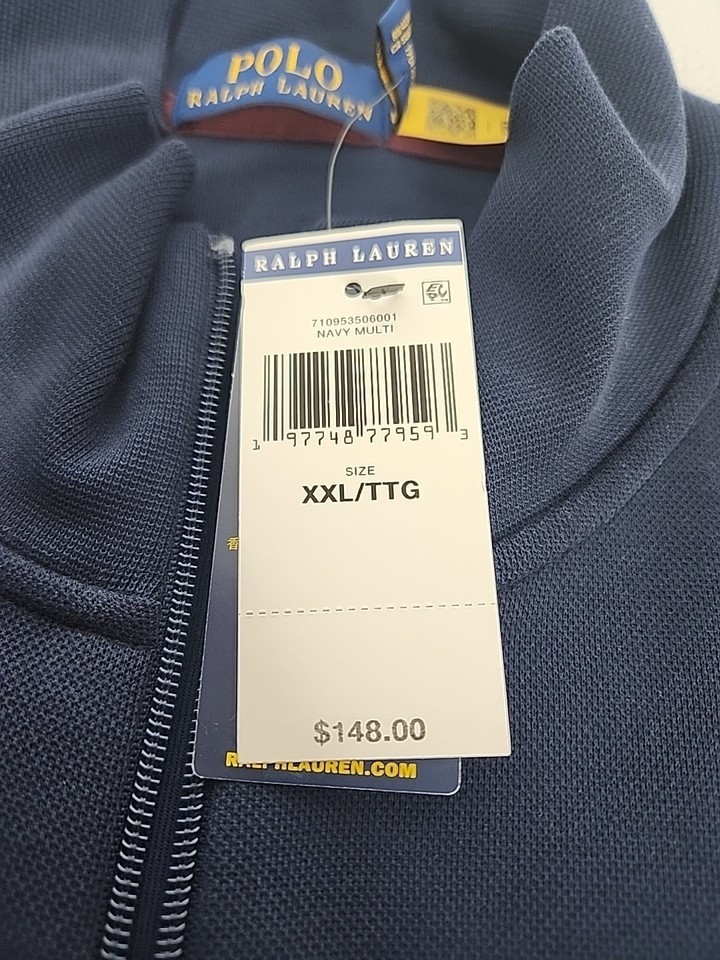 POLO
RALPH LAUREN
RALPH LAUREN
710953506001
NAVY MULTI
1 97748 77959 3
SIZE
XXL/TTG
香
$148.00
RALPHLAUREN.COM